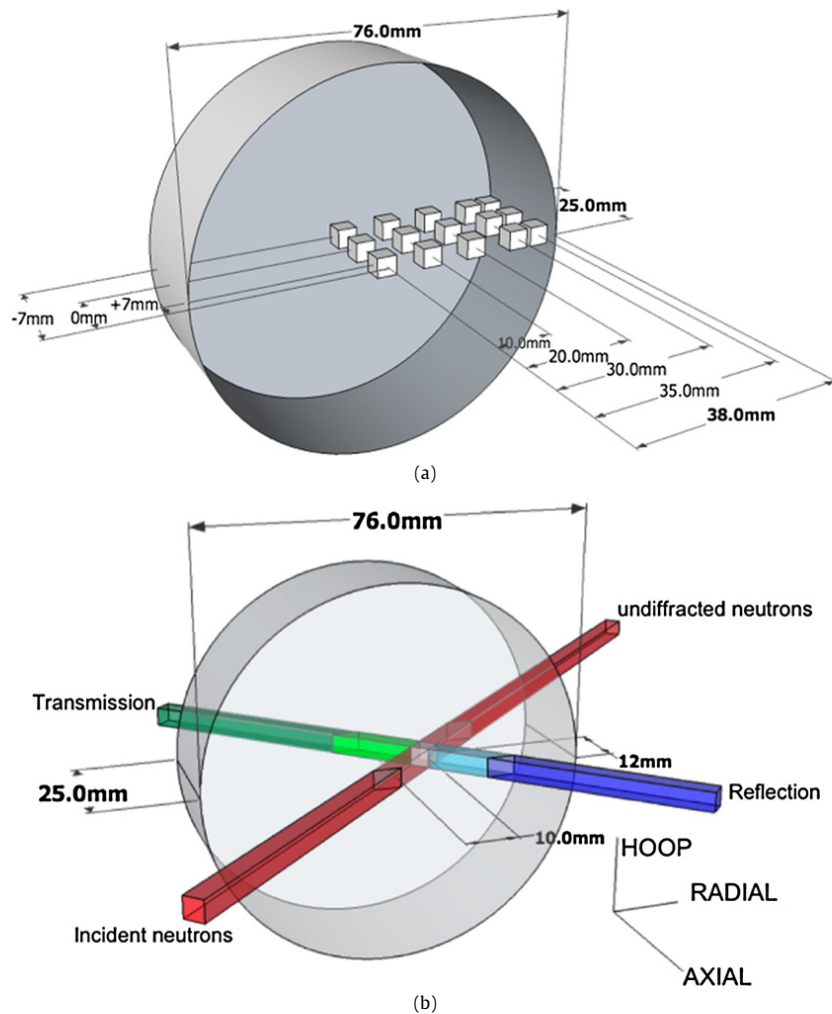 76.0mm
25.0mm
-7mm
0mm
+7mm
10.0mm
20.0mm
30.0mm
35.0mm
38.0mm
(a)
76.0mm
undiffracted neutrons
Transmission
12mm
25.0mm
Reflection
10.0mm
HOOP
RADIAL
Incident neutrons
AXIAL
(b)